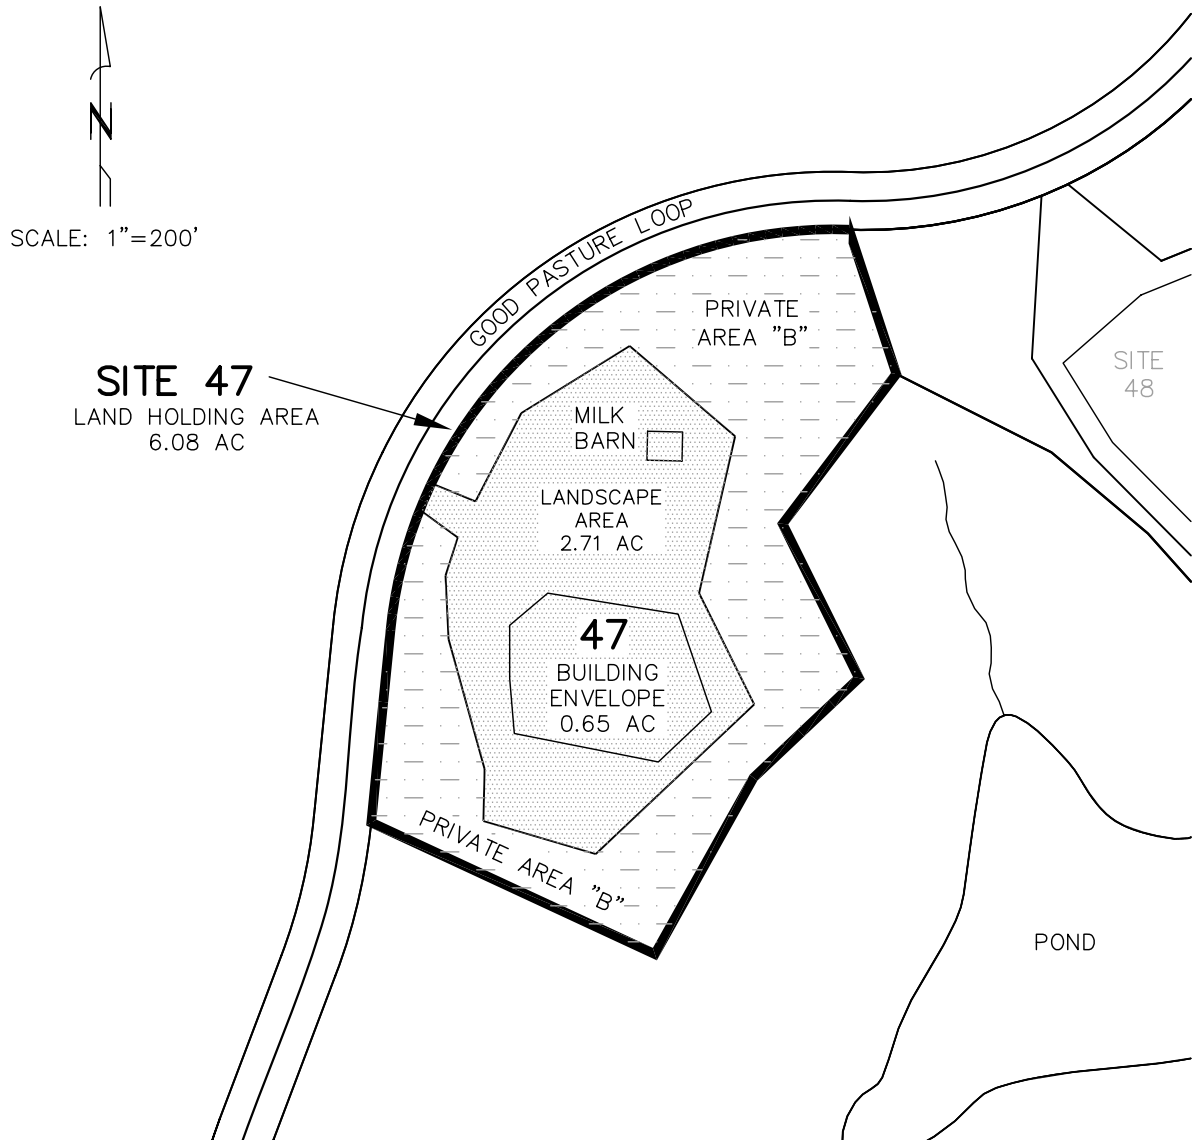 N
SCALE: 1"=200'
GOOD PASTURE LOOP
PRIVATE
AREA "B"
SITE 47
LAND HOLDING AREA
6.08 AC
SITE
48
MILK
BARN
LANDSCAPE
AREA
2.71 AC
47
BUILDING
ENVELOPE
0.65 AC
PRIVATE AREA "B"
POND